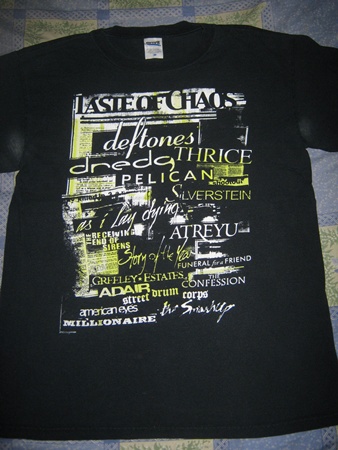 TASTE OF CHAOS
deftones
dredg THRICE
PELICAN
SILVERSTEIN
as i lay dying
ATREYU
THE RECEIVING END OF SIRENS
Story of the Year
FUNERAL for a FRIEND
GREELEY ESTATES
THE CONFESSION
ADAIR
street drum corps
american eyes the Smashup
MILLIONAIRE